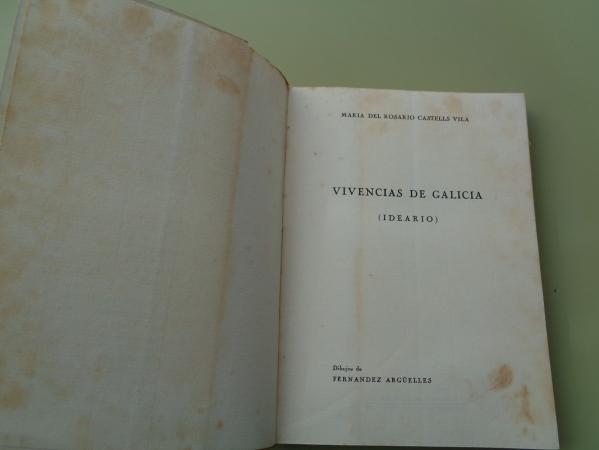 MARIA DEL ROSARIO CASTELLS VILA
VIVENCIAS DE GALICIA
(IDEARIO)
Dibujos de
FERNANDEZ ARGÜELLES